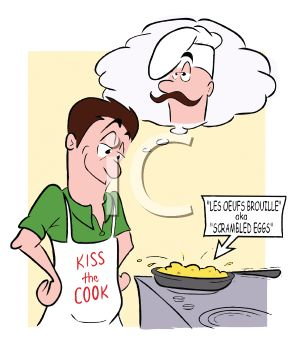 "LES OEUFS BROUILLE"
aka
"SCRAMBLED EGGS"
KISS
the
COOK